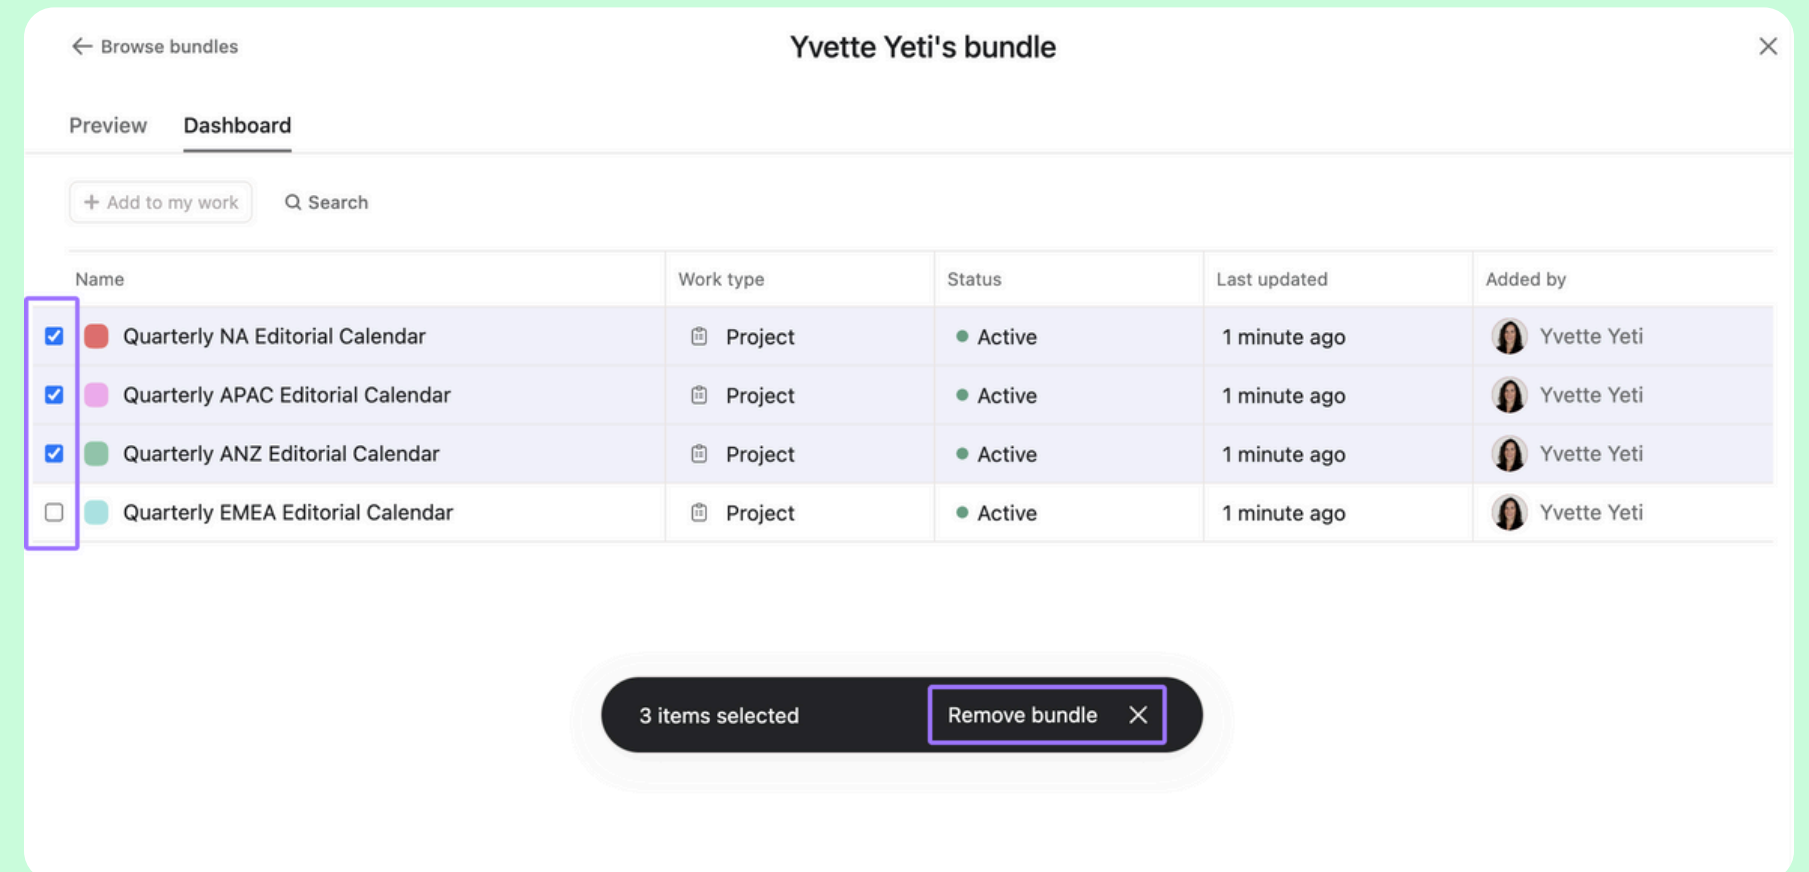 Browse bundles
Yvette Yeti's bundle
Preview Dashboard
+ Add to my work Search
Name Work type Status Last updated Added by
Quarterly NA Editorial Calendar Project Active 1 minute ago Yvette Yeti
Quarterly APAC Editorial Calendar Project Active 1 minute ago Yvette Yeti
Quarterly ANZ Editorial Calendar Project Active 1 minute ago Yvette Yeti
Quarterly EMEA Editorial Calendar Project Active 1 minute ago Yvette Yeti
3 items selected Remove bundle